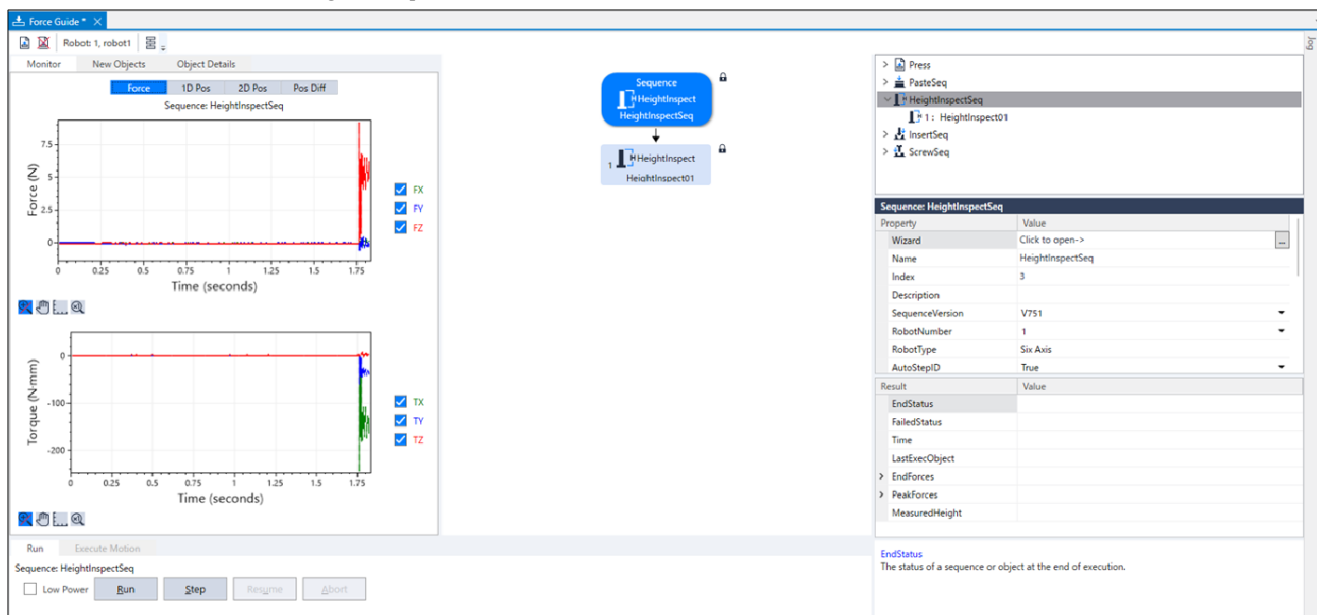 Force Guide *
Robot: 1, robot1
Jog
Monitor New Objects Object Details
Force 1D Pos 2D Pos Pos Diff
Sequence: HeightInspectSeq
Force (N)
7.5
5
2.5
0
0 0.25 0.5 0.75 1 1.25 1.5 1.75
Time (seconds)
FX
FY
FZ
Torque (N·mm)
0
-100
-200
0 0.25 0.5 0.75 1 1.25 1.5 1.75
Time (seconds)
TX
TY
TZ
Run Execute Motion
Sequence: HeightInspectSeq
Low Power Run Step Resume Abort
Sequence
HeightInspect
HeightInspectSeq
1 HeightInspect
HeightInspect01
Press
PasteSeq
HeightInspectSeq
1 : HeightInspect01
InsertSeq
ScrewSeq
Sequence: HeightInspectSeq
Property Value
Wizard Click to open-> ...
Name HeightInspectSeq
Index 3
Description
SequenceVersion V751
RobotNumber 1
RobotType Six Axis
AutoStepID True
Result Value
EndStatus
FailedStatus
Time
LastExecObject
EndForces
PeakForces
MeasuredHeight
EndStatus
The status of a sequence or object at the end of execution.